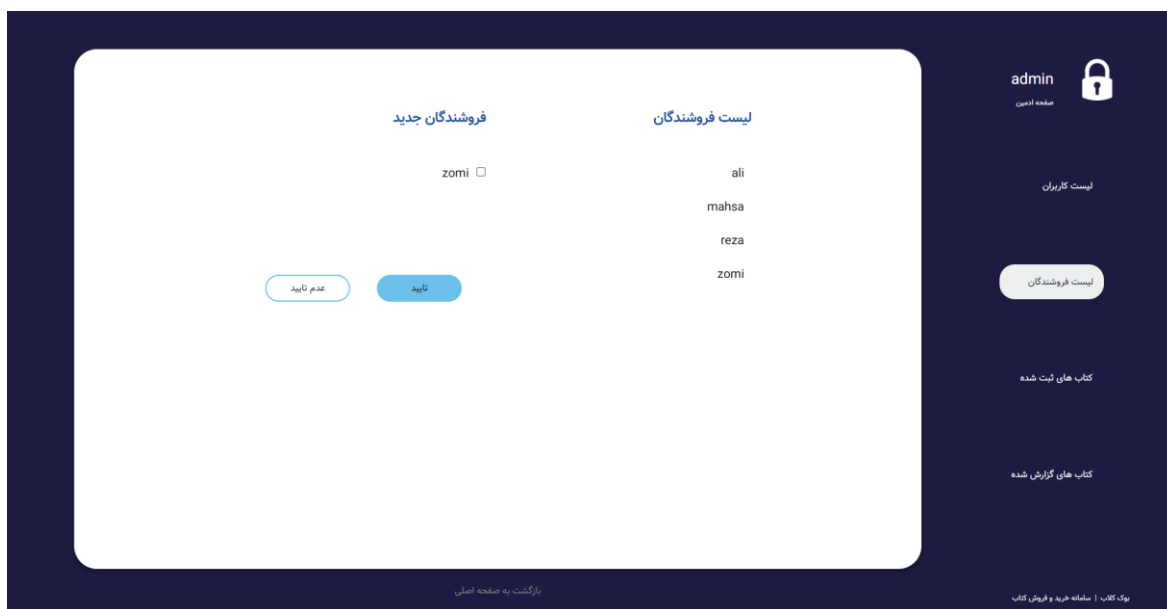 admin
صفحه ادمین
لیست کاربران
لیست فروشندگان
کتاب های ثبت شده
کتاب های گزارش شده
بوک کلاب | سامانه خرید و فروش کتاب
لیست فروشندگان
ali
mahsa
reza
zomi
فروشندگان جدید
zomi
تایید
عدم تایید
بازگشت به صفحه اصلی